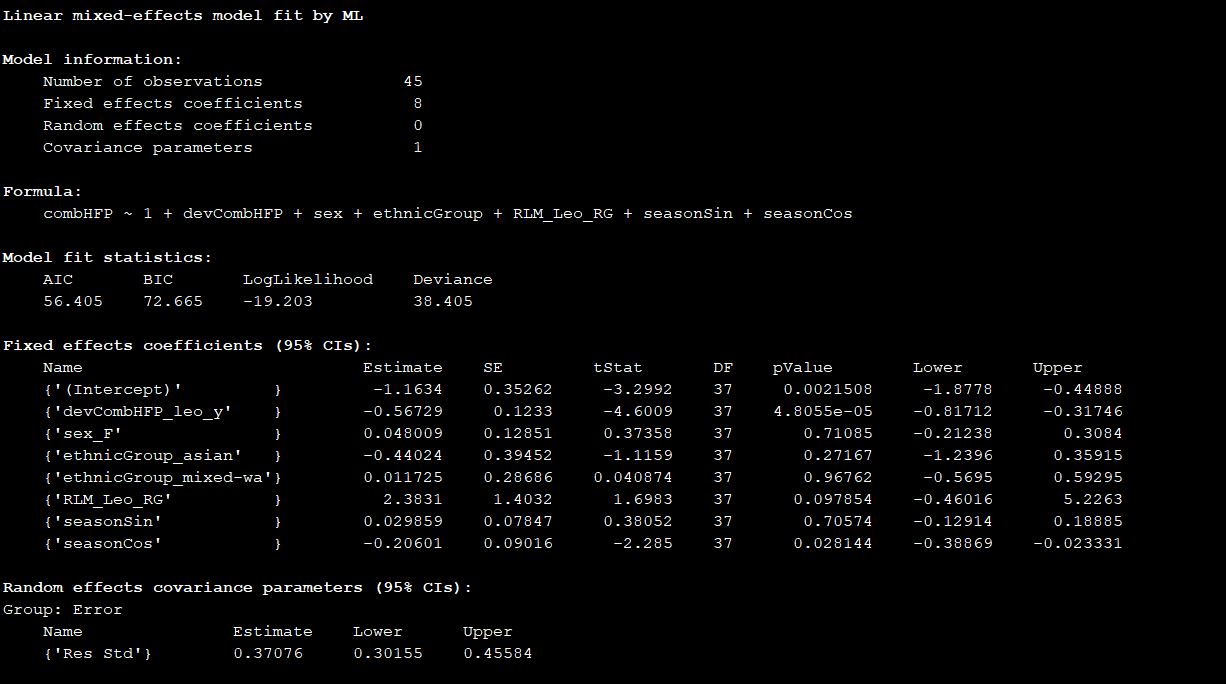 Linear mixed-effects model fit by ML
Model information:
Number of observations 45
Fixed effects coefficients 8
Random effects coefficients 0
Covariance parameters 1
Formula:
combHFP ~ 1 + devCombHFP + sex + ethnicGroup + RLM_Leo_RG + seasonSin + seasonCos
Model fit statistics:
AIC BIC LogLikelihood Deviance
56.405 72.665 -19.203 38.405
Fixed effects coefficients (95% CIs):
Name Estimate SE tStat DF pValue Lower Upper
{'(Intercept)' } -1.1634 0.35262 -3.2992 37 0.0021508 -1.8778 -0.44888
{'devCombHFP_leo_y' } -0.56729 0.1233 -4.6009 37 4.8055e-05 -0.81712 -0.31746
{'sex_F' } 0.048009 0.12851 0.37358 37 0.71085 -0.21238 0.3084
{'ethnicGroup_asian' } -0.44024 0.39452 -1.1159 37 0.27167 -1.2396 0.35915
{'ethnicGroup_mixed-wa'} 0.011725 0.28686 0.040874 37 0.96762 -0.5695 0.59295
{'RLM_Leo_RG' } 2.3831 1.4032 1.6983 37 0.097854 -0.46016 5.2263
{'seasonSin' } 0.029859 0.07847 0.38052 37 0.70574 -0.12914 0.18885
{'seasonCos' } -0.20601 0.09016 -2.285 37 0.028144 -0.38869 -0.023331
Random effects covariance parameters (95% CIs):
Group: Error
Name Estimate Lower Upper
{'Res Std'} 0.37076 0.30155 0.45584